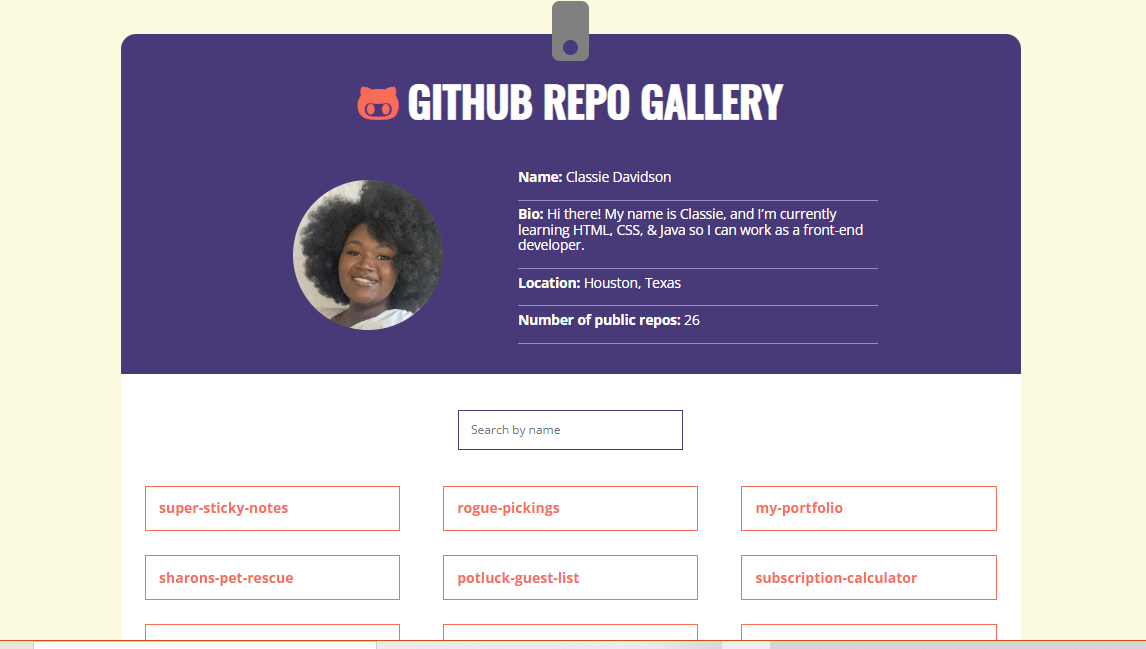 GITHUB REPO GALLERY
Name: Classie Davidson
Bio: Hi there! My name is Classie, and I’m currently
learning HTML, CSS, & Java so I can work as a front-end
developer.
Location: Houston, Texas
Number of public repos: 26
Search by name
super-sticky-notes
rogue-pickings
my-portfolio
sharons-pet-rescue
potluck-guest-list
subscription-calculator